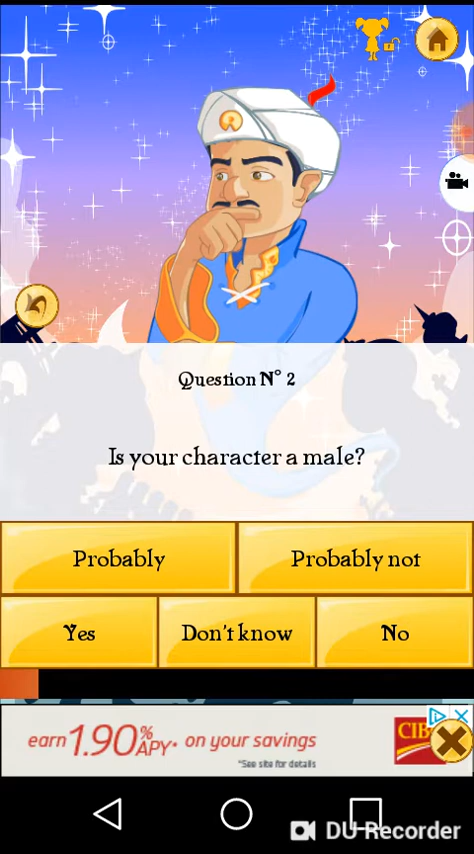 Question N° 2
Is your character a male?
Probably
Probably not
Yes
Don't know
No
earn 1.90% APY* on your savings
*See site for details
DU Recorder